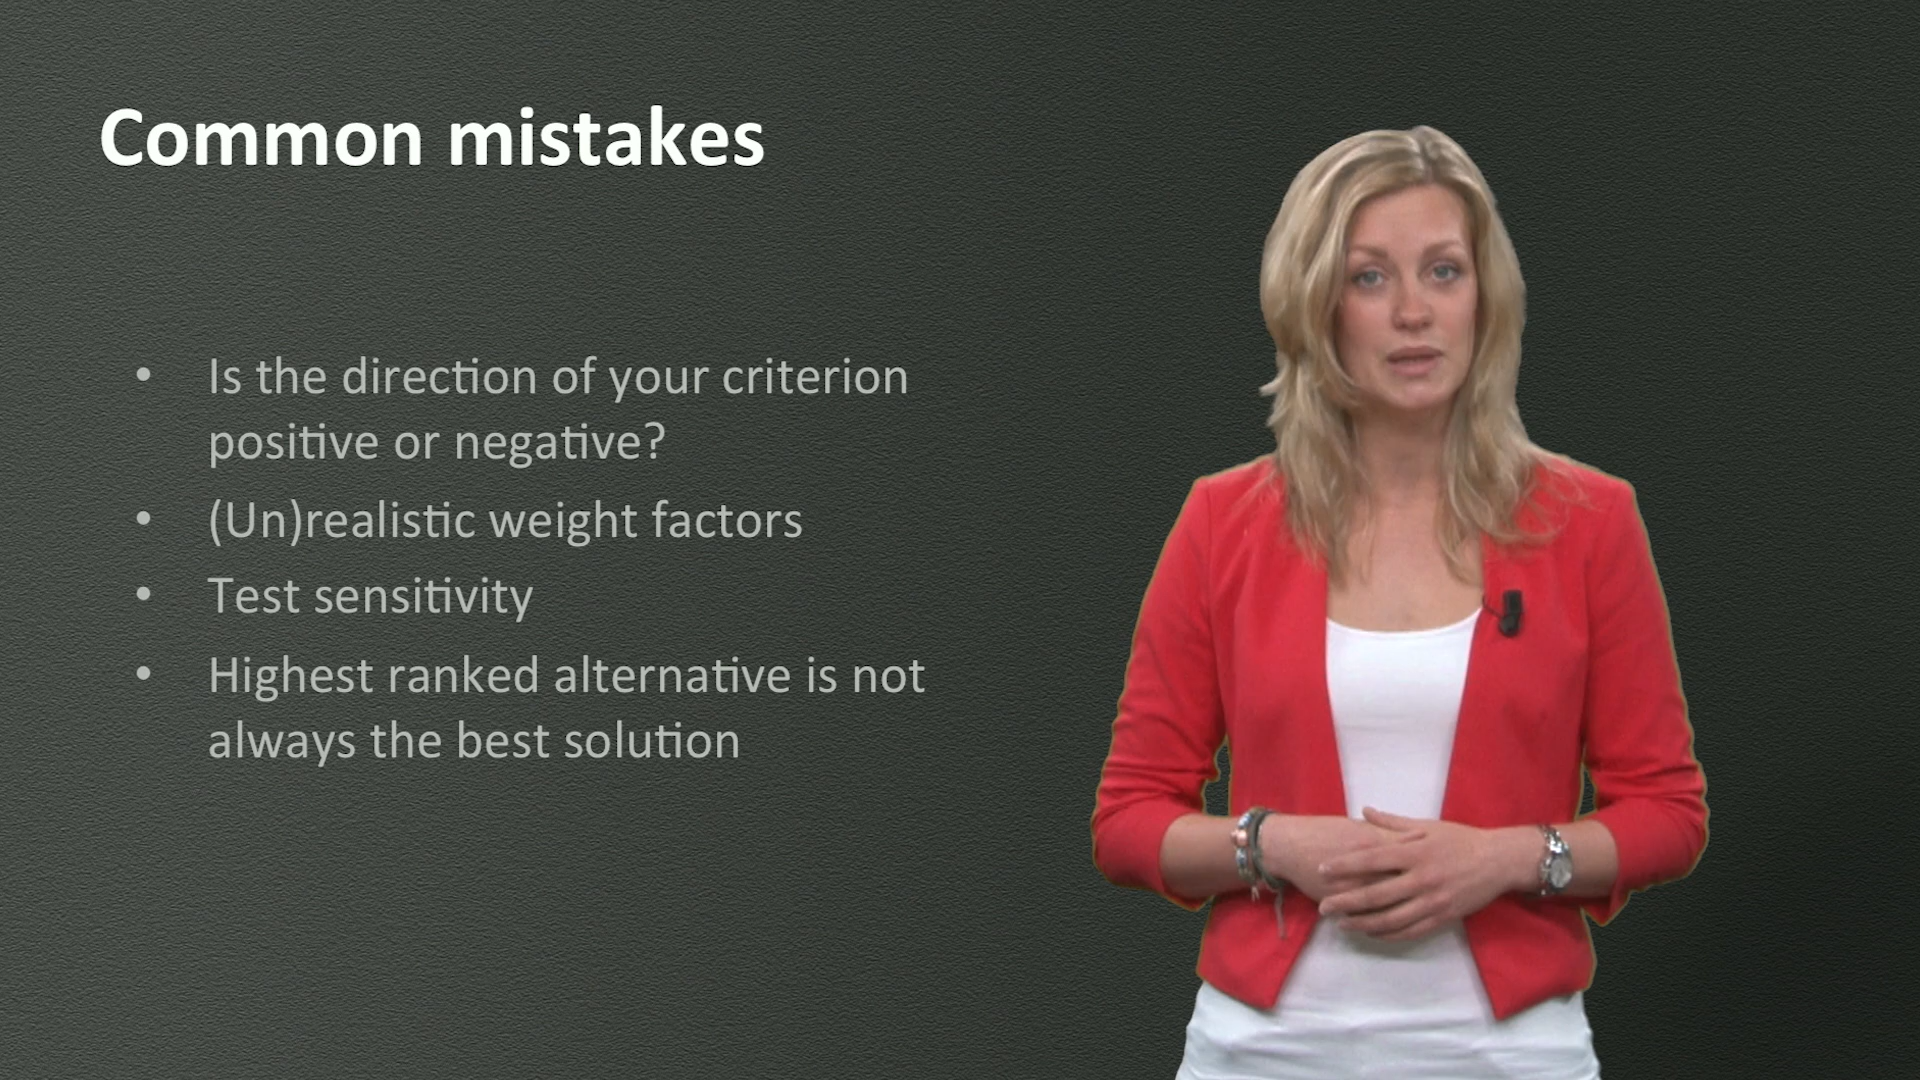 Common mistakes
• Is the direction of your criterion
positive or negative?
• (Un)realistic weight factors
• Test sensitivity
• Highest ranked alternative is not
always the best solution